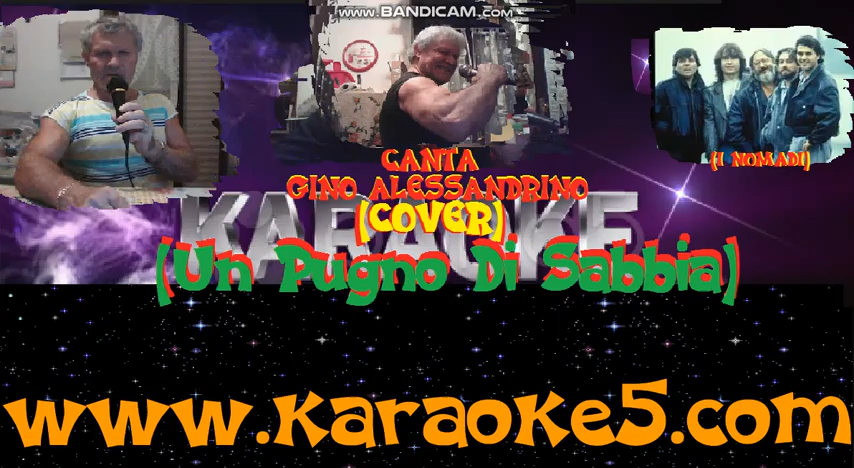 www.BANDICAM.com
CANTA
GINO ALESSANDRINO
(I NOMADI)
(COVER)
KARAOKE
(Un Pugno Di Sabbia)
www.karaoke5.com